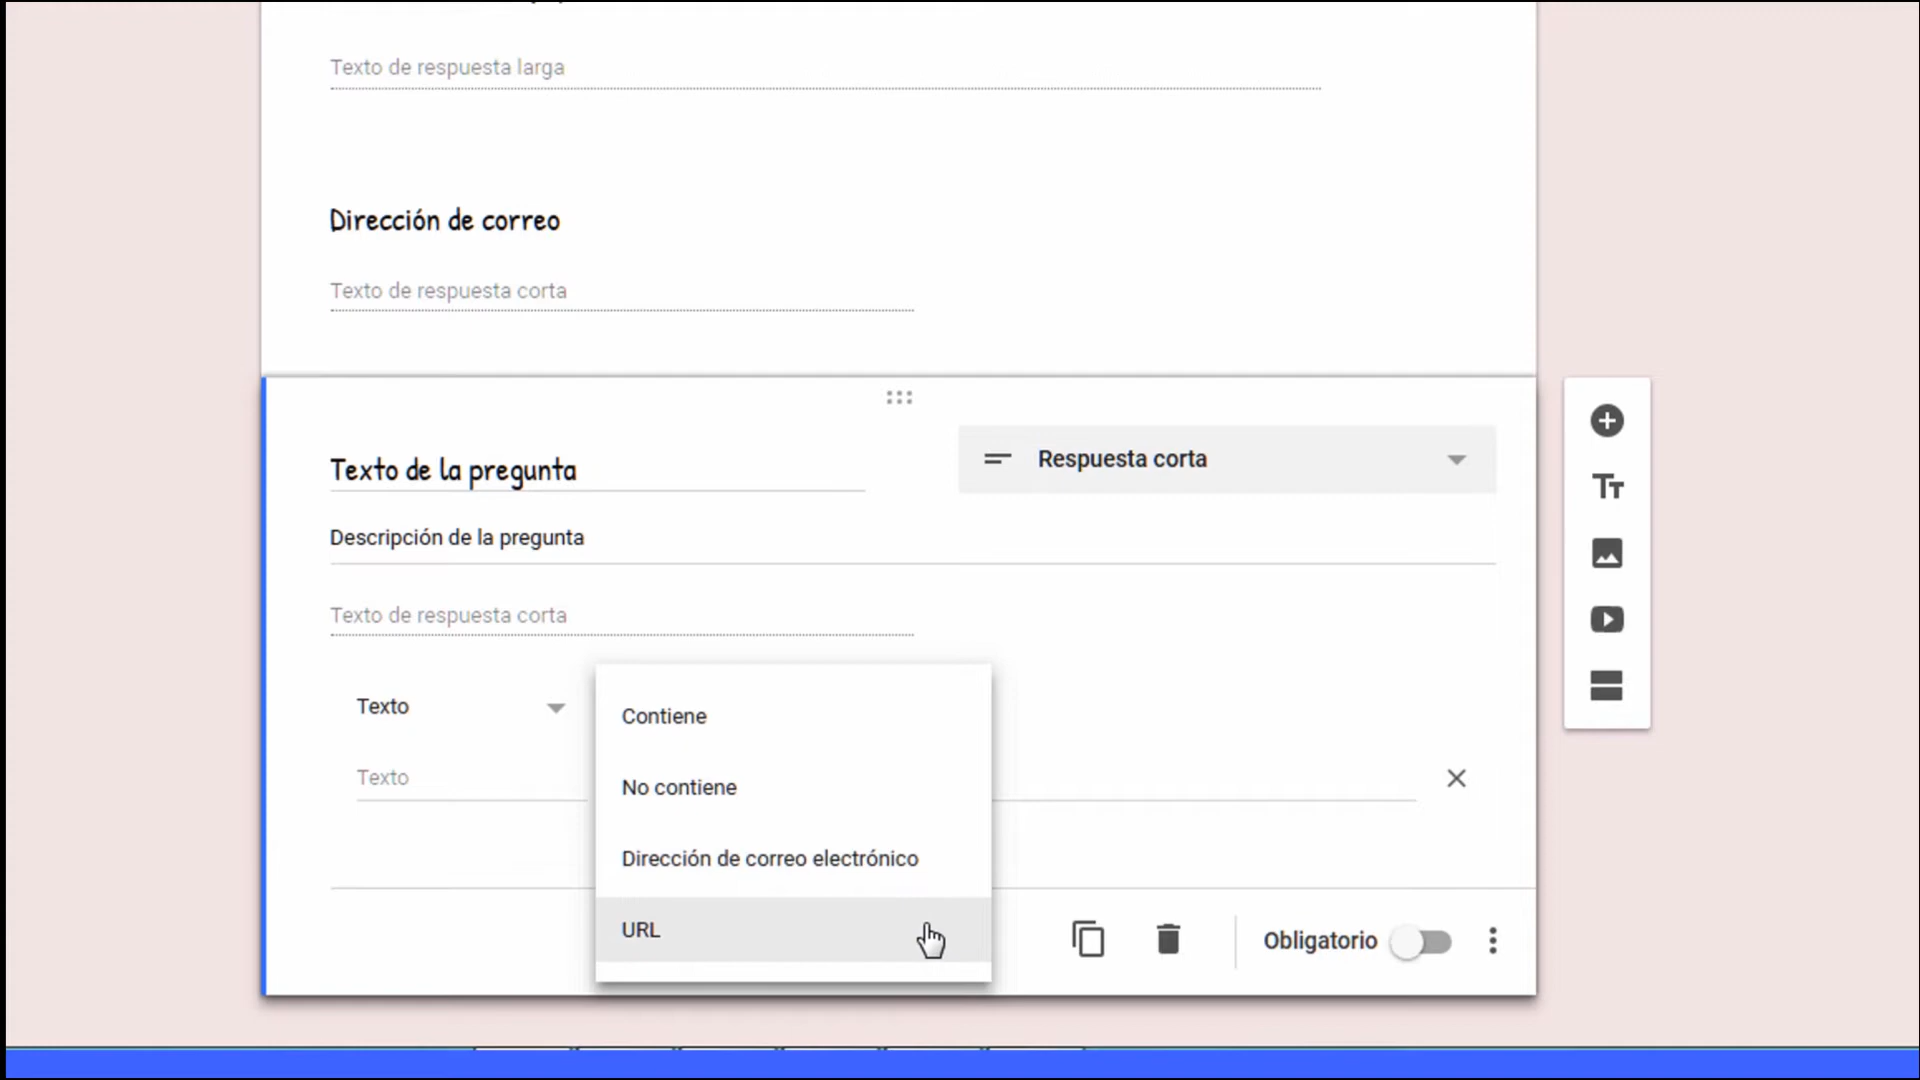 Texto de respuesta larga
Dirección de correo
Texto de respuesta corta
Texto de la pregunta
Respuesta corta
Descripción de la pregunta
Texto de respuesta corta
Texto
Contiene
Texto
No contiene
Dirección de correo electrónico
URL
Obligatorio